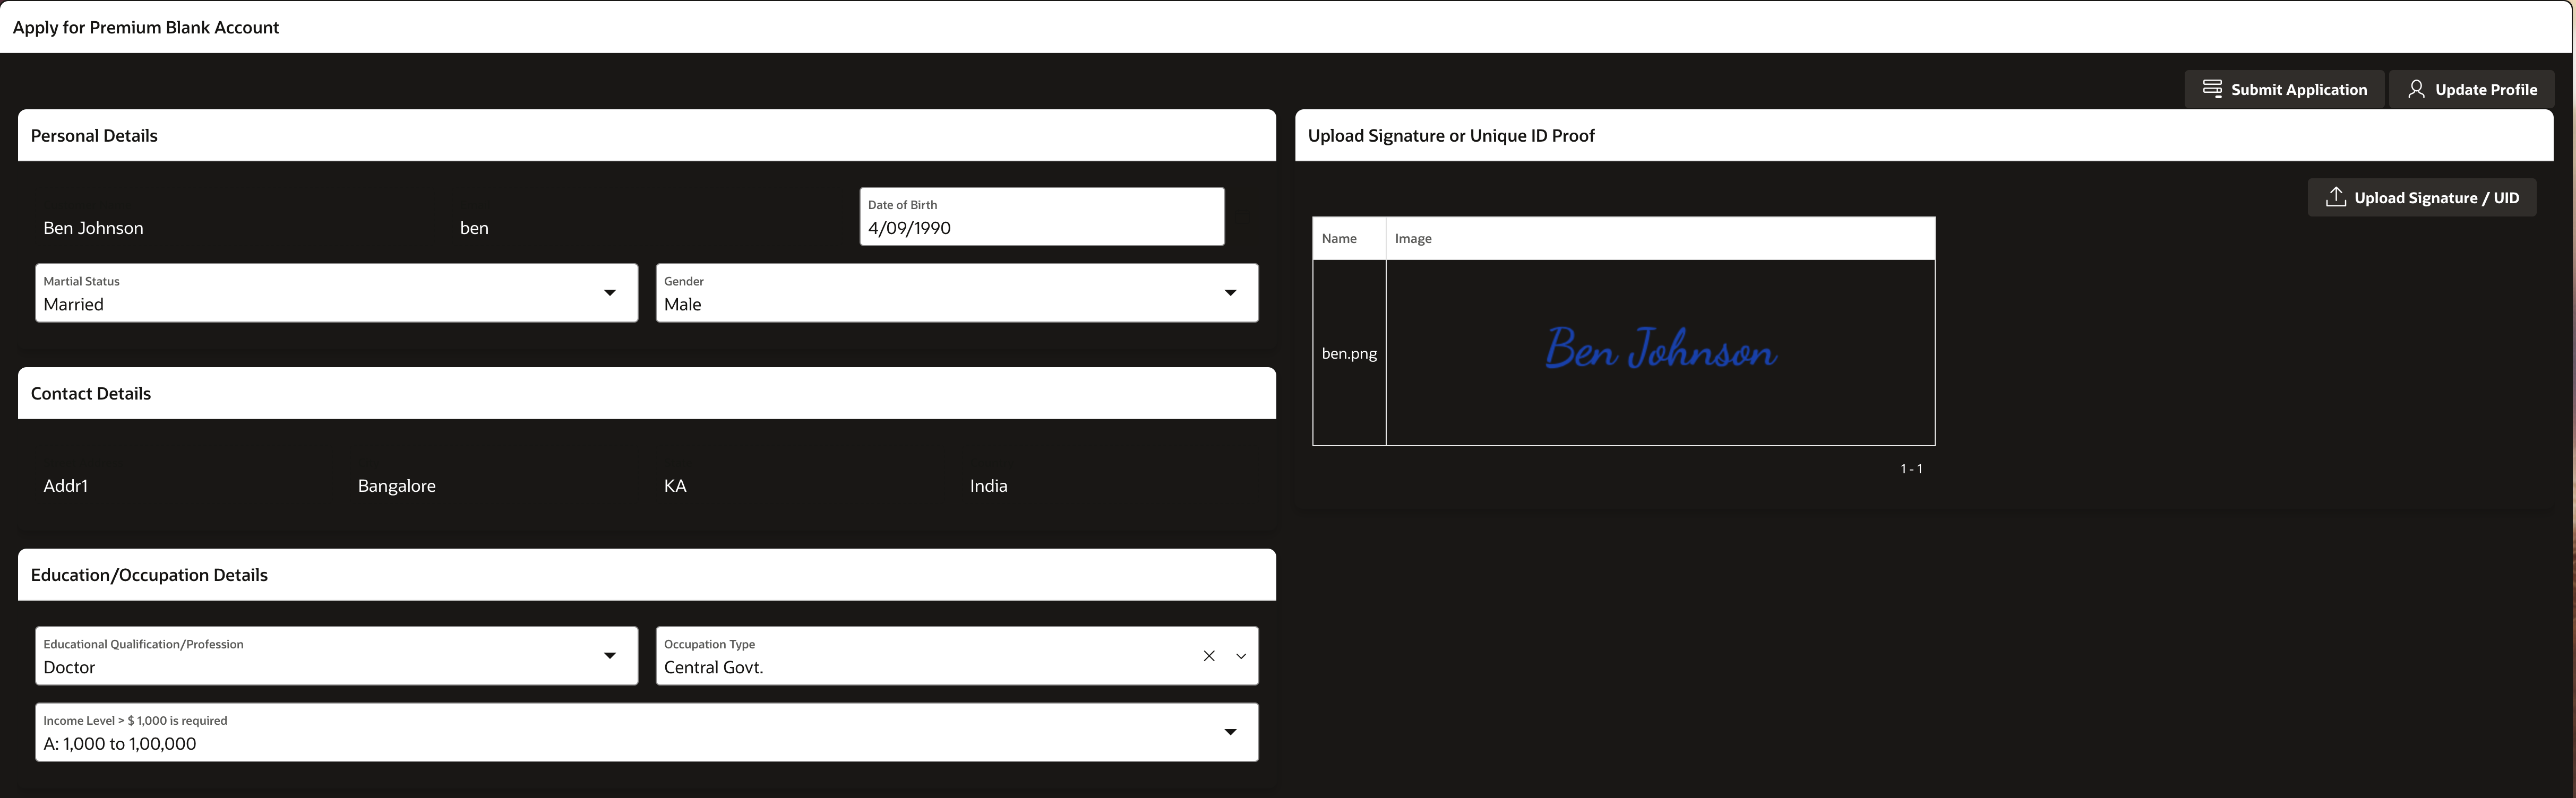 Apply for Premium Blank Account
Submit Application
Update Profile
Personal Details
Ben Johnson
ben
Date of Birth
4/09/1990
Martial Status
Married
Gender
Male
Contact Details
Addr1
Bangalore
KA
India
Education/Occupation Details
Educational Qualification/Profession
Doctor
Occupation Type
Central Govt.
Income Level > $ 1,000 is required
A: 1,000 to 1,00,000
Upload Signature or Unique ID Proof
Upload Signature / UID
Name
Image
ben.png
Ben Johnson
1 - 1